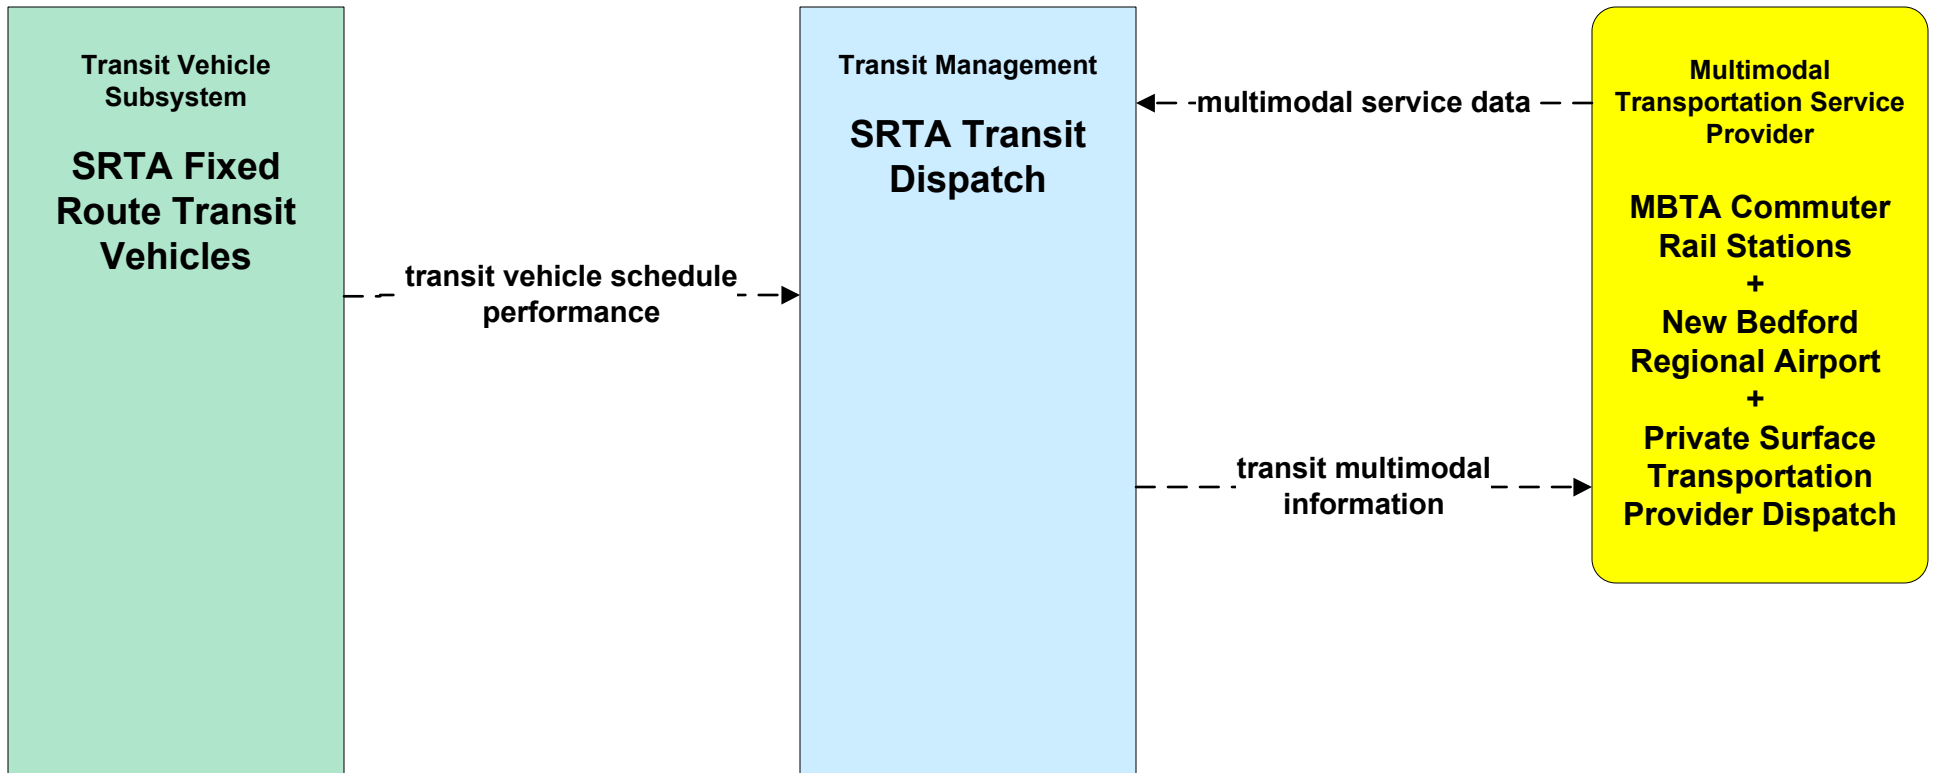 Transit Vehicle
Subsystem
SRTA Fixed
Route Transit
Vehicles
transit vehicle schedule
performance
Transit Management
SRTA Transit
Dispatch
multimodal service data
transit multimodal
information
Multimodal
Transportation Service
Provider
MBTA Commuter
Rail Stations
+
New Bedford
Regional Airport
+
Private Surface
Transportation
Provider Dispatch